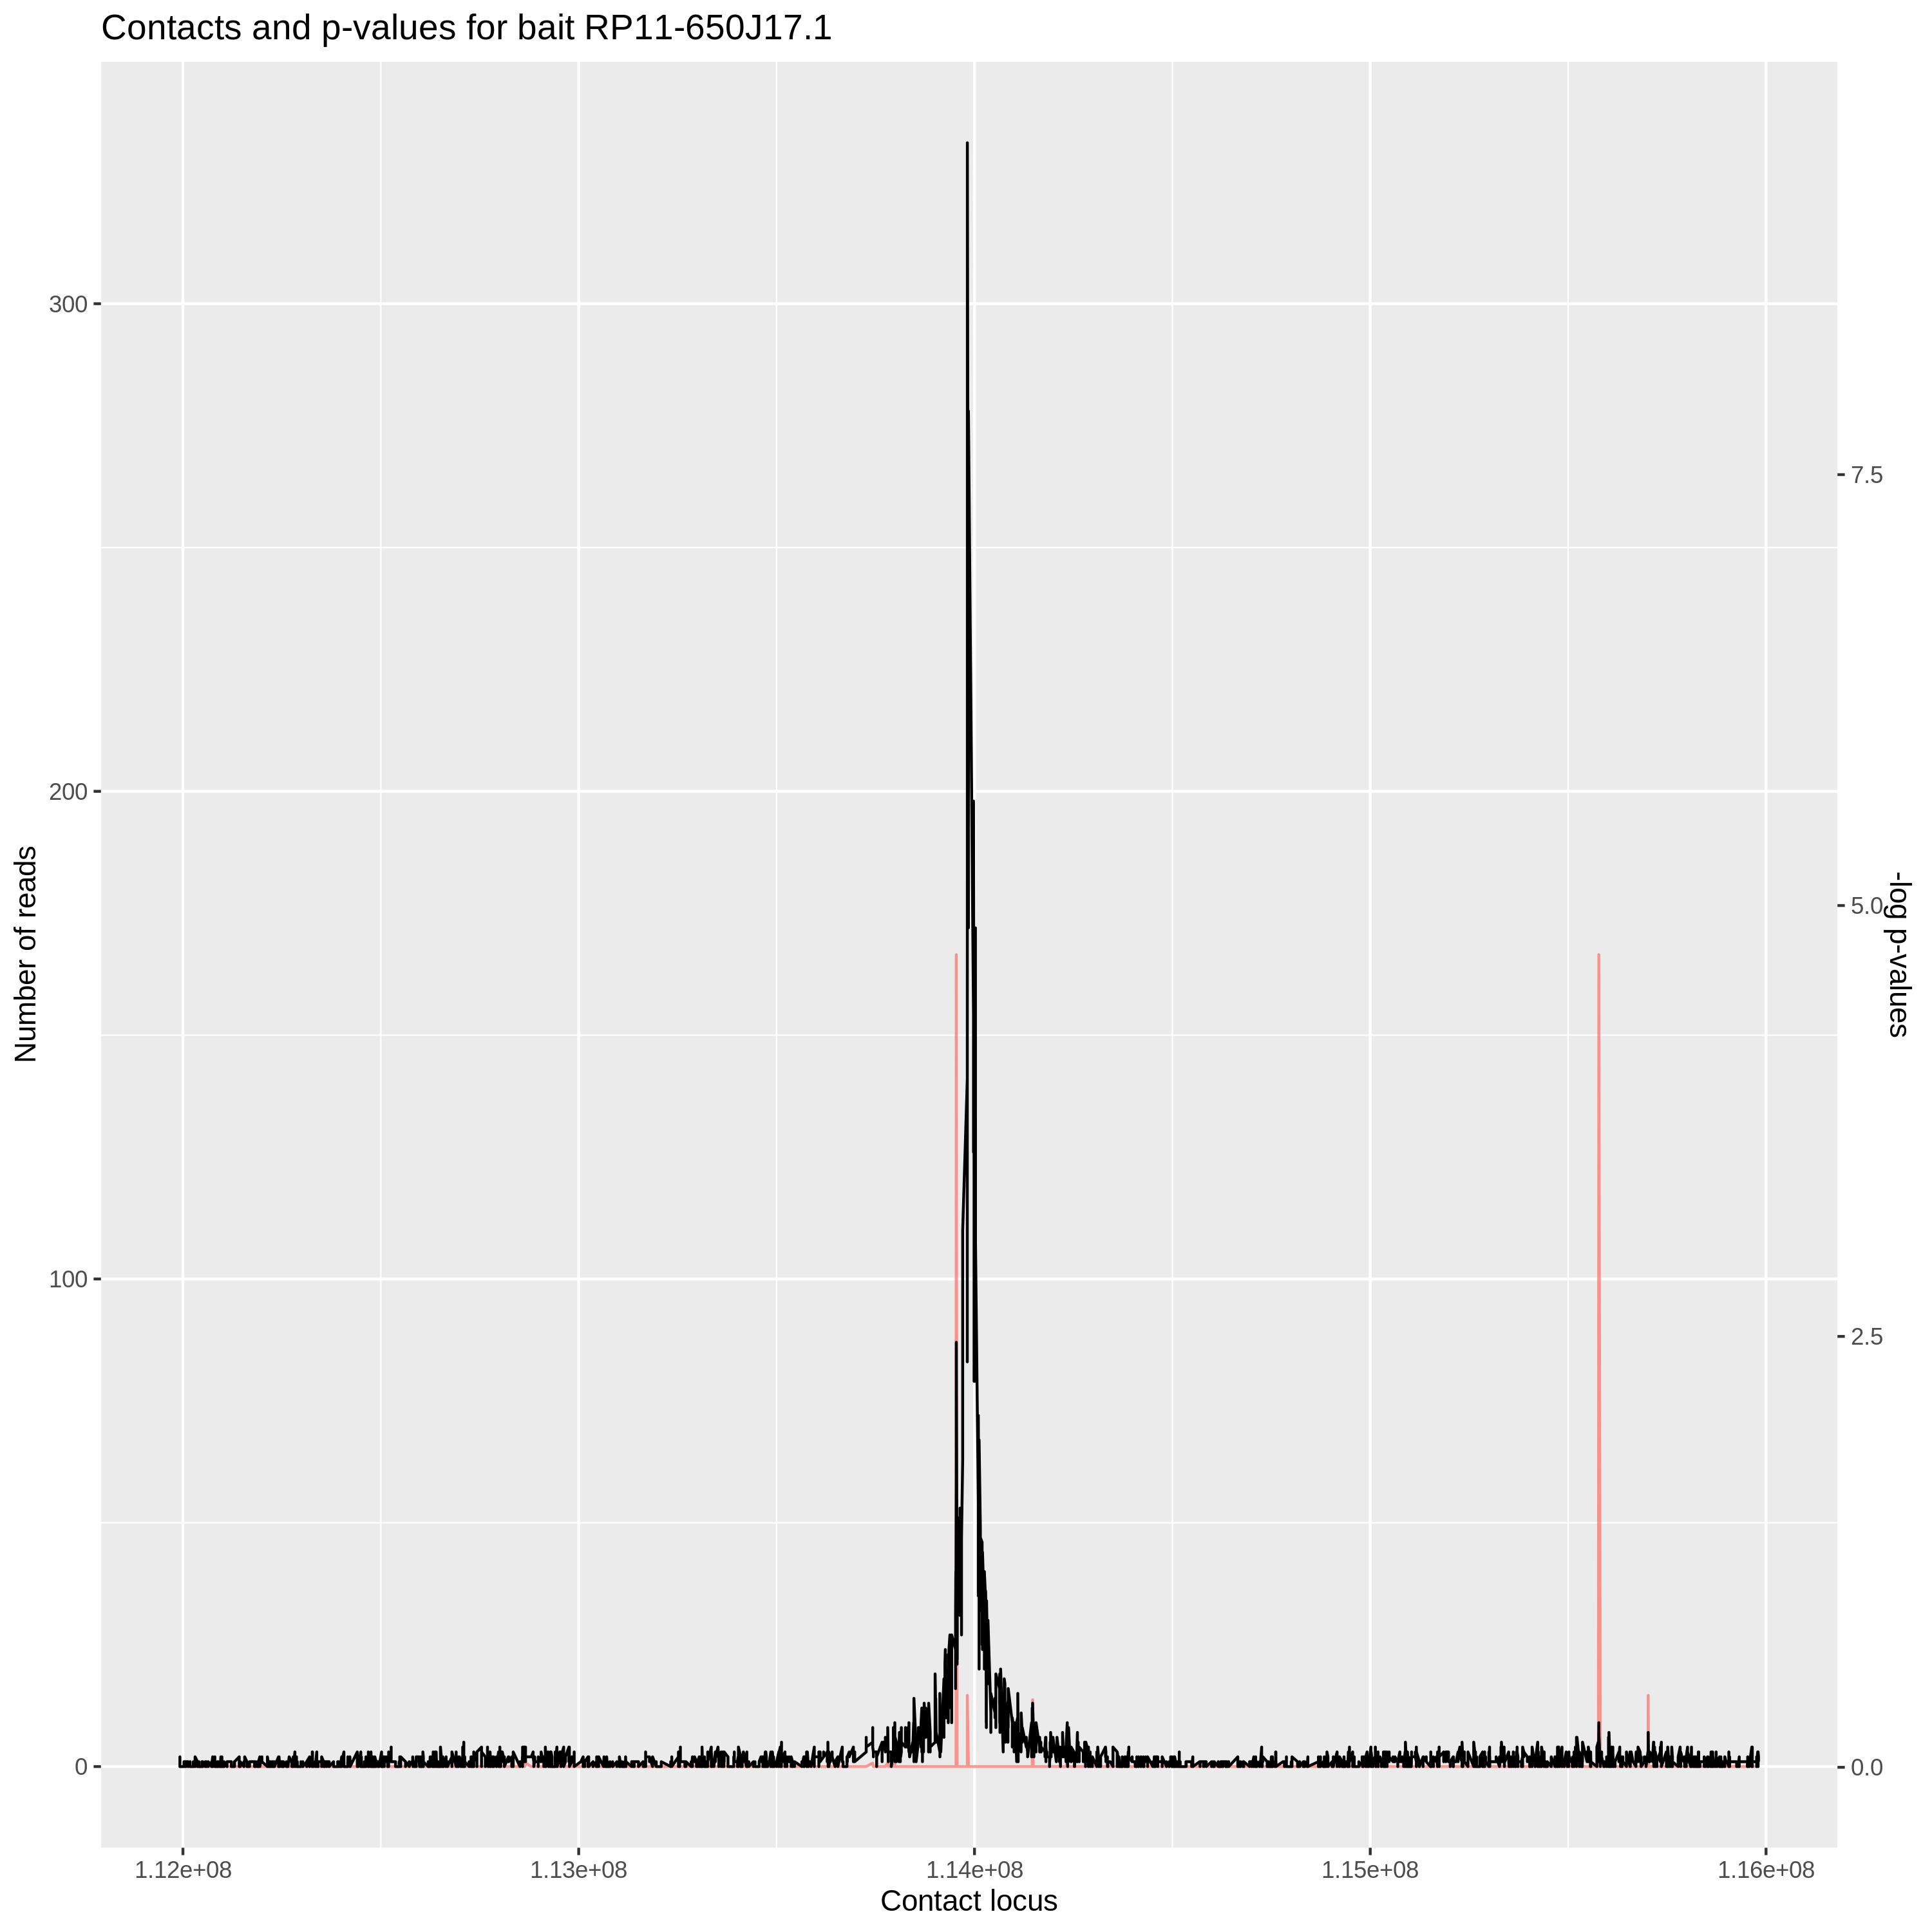 Contacts and p-values for bait RP11-650J17.1
300
200
100
0
Number of reads
7.5
5.0
2.5
0.0
-log p-values
1.12e+08 1.13e+08 1.14e+08 1.15e+08 1.16e+08
Contact locus